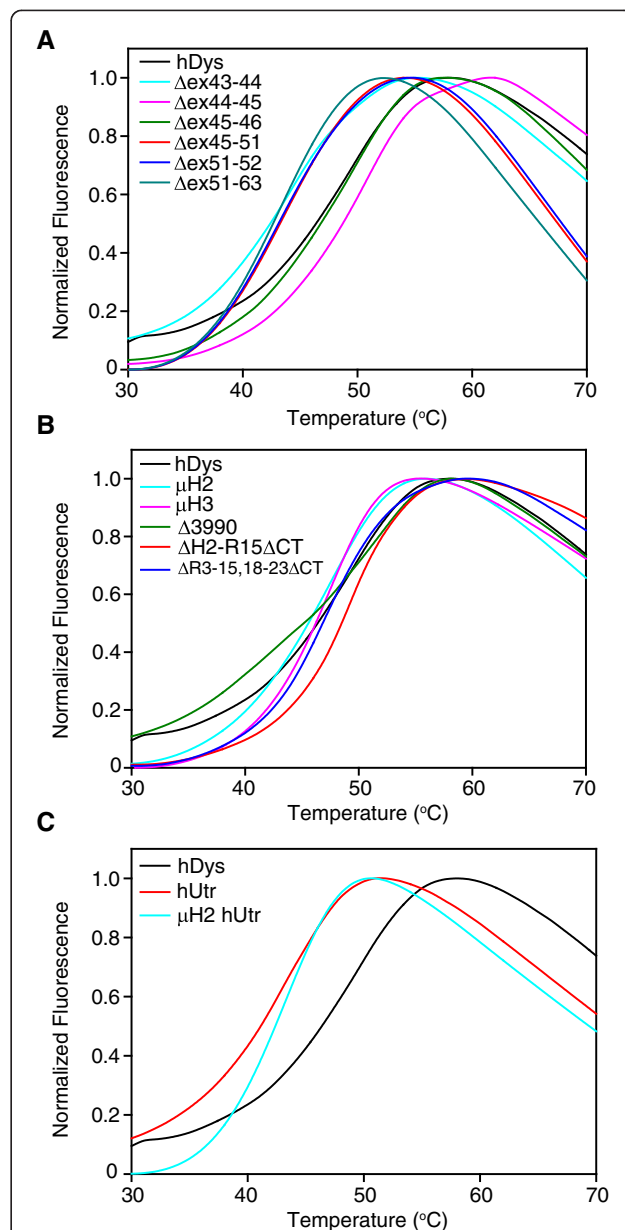 A
hDys
Δex43-44
Δex44-45
Δex45-46
Δex45-51
Δex51-52
Δex51-63
1.0
0.8
0.6
0.4
0.2
0
30
40
50
60
70
Normalized Fluorescence
Temperature (°C)
B
hDys
μH2
μH3
Δ3990
ΔH2-R15ΔCT
ΔR3-15,18-23ΔCT
1.0
0.8
0.6
0.4
0.2
0
30
40
50
60
70
Normalized Fluorescence
Temperature (°C)
C
hDys
hUtr
μH2 hUtr
1.0
0.8
0.6
0.4
0.2
0
30
40
50
60
70
Normalized Fluorescence
Temperature (°C)